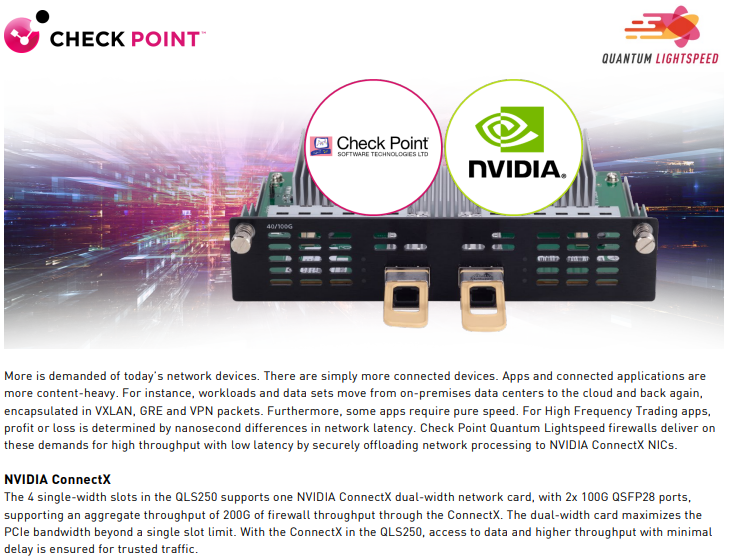 CHECK POINT™
QUANTUM LIGHTSPEED
Check Point®
SOFTWARE TECHNOLOGIES LTD
NVIDIA®
40/100G
More is demanded of today's network devices. There are simply more connected devices. Apps and connected applications are
more content-heavy. For instance, workloads and data sets move from on-premises data centers to the cloud and back again,
encapsulated in VXLAN, GRE and VPN packets. Furthermore, some apps require pure speed. For High Frequency Trading apps,
profit or loss is determined by nanosecond differences in network latency. Check Point Quantum Lightspeed firewalls deliver on
these demands for high throughput with low latency by securely offloading network processing to NVIDIA ConnectX NICs.
NVIDIA ConnectX
The 4 single-width slots in the QLS250 supports one NVIDIA ConnectX dual-width network card, with 2x 100G QSFP28 ports,
supporting an aggregate throughput of 200G of firewall throughput through the ConnectX. The dual-width card maximizes the
PCIe bandwidth beyond a single slot limit. With the ConnectX in the QLS250, access to data and higher throughput with minimal
delay is ensured for trusted traffic.